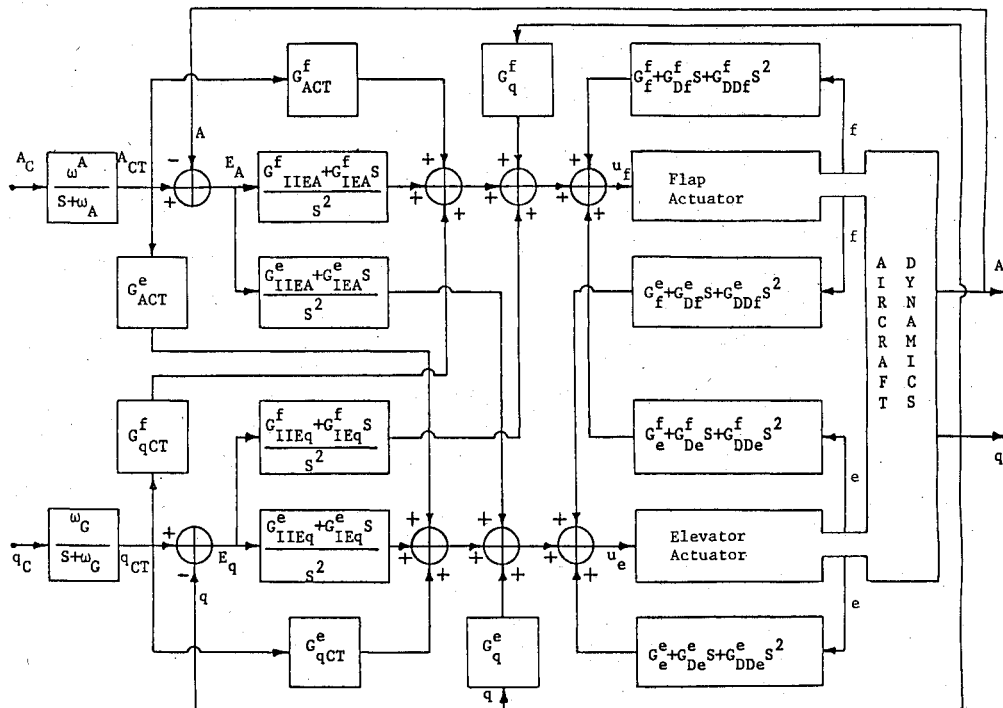 G^f_ACT
G^f_q
G^f_f+G^f_Df S+G^f_DDf S^2
A
f
A_C
ω^A
S+ω_A
A_CT
−
+
E_A
G^f_IIEA+G^f_IEA S
S^2
+
+
+
+
+
+
+
+
+
u_f
Flap
Actuator
f
G^e_ACT
G^e_IIEA+G^e_IEA S
S^2
G^e_f+G^e_Df S+G^e_DDf S^2
AIRCRAFT
DYNAMICS
A
G^f_qCT
G^f_IIEq+G^f_IEq S
S^2
G^f_e+G^f_De S+G^f_DDe S^2
q
e
q_C
ω_G
S+ω_G
q_CT
+
−
E_q
q
G^e_IIEq+G^e_IEq S
S^2
+
+
+
+
+
+
+
+
+
u_e
Elevator
Actuator
e
G^e_qCT
G^e_q
G^e_e+G^e_De S+G^e_DDe S^2
q